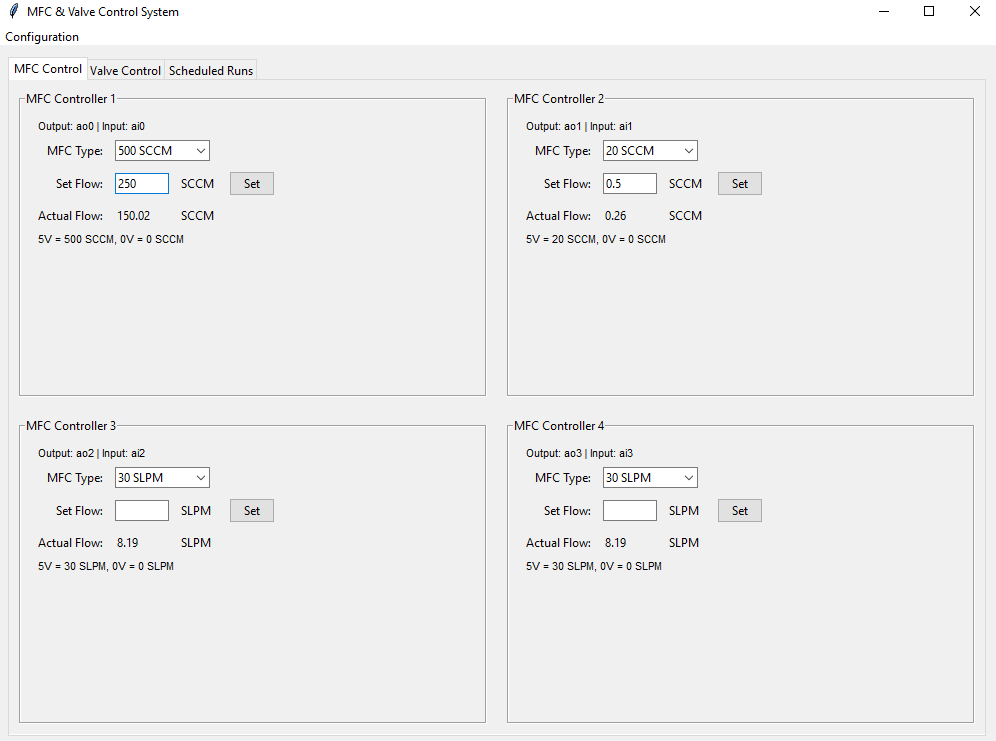 MFC & Valve Control System
Configuration
MFC Control Valve Control Scheduled Runs
MFC Controller 1
Output: ao0 | Input: ai0
MFC Type: 500 SCCM
Set Flow: 250 SCCM Set
Actual Flow: 150.02 SCCM
5V = 500 SCCM, 0V = 0 SCCM
MFC Controller 2
Output: ao1 | Input: ai1
MFC Type: 20 SCCM
Set Flow: 0.5 SCCM Set
Actual Flow: 0.26 SCCM
5V = 20 SCCM, 0V = 0 SCCM
MFC Controller 3
Output: ao2 | Input: ai2
MFC Type: 30 SLPM
Set Flow: SLPM Set
Actual Flow: 8.19 SLPM
5V = 30 SLPM, 0V = 0 SLPM
MFC Controller 4
Output: ao3 | Input: ai3
MFC Type: 30 SLPM
Set Flow: SLPM Set
Actual Flow: 8.19 SLPM
5V = 30 SLPM, 0V = 0 SLPM